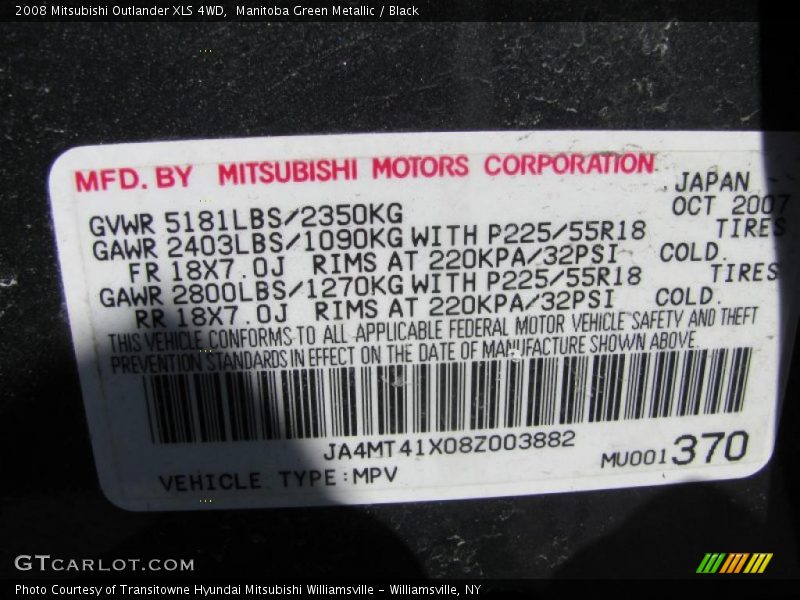 2008 Mitsubishi Outlander XLS 4WD,  Manitoba Green Metallic / Black
MFD. BY MITSUBISHI MOTORS CORPORATION
JAPAN
OCT 2007
GVWR 5181LBS/2350KG
GAWR 2403LBS/1090KG WITH P225/55R18 TIRES
FR 18X7.0J RIMS AT 220KPA/32PSI COLD.
GAWR 2800LBS/1270KG WITH P225/55R18 TIRES
RR 18X7.0J RIMS AT 220KPA/32PSI COLD.
THIS VEHICLE CONFORMS TO ALL APPLICABLE FEDERAL MOTOR VEHICLE SAFETY AND THEFT
PREVENTION STANDARDS IN EFFECT ON THE DATE OF MANUFACTURE SHOWN ABOVE.
JA4MT41X08Z003882
MU001370
VEHICLE TYPE:MPV
GTCARLOT.COM
Photo Courtesy of Transitowne Hyundai Mitsubishi Williamsville - Williamsville, NY